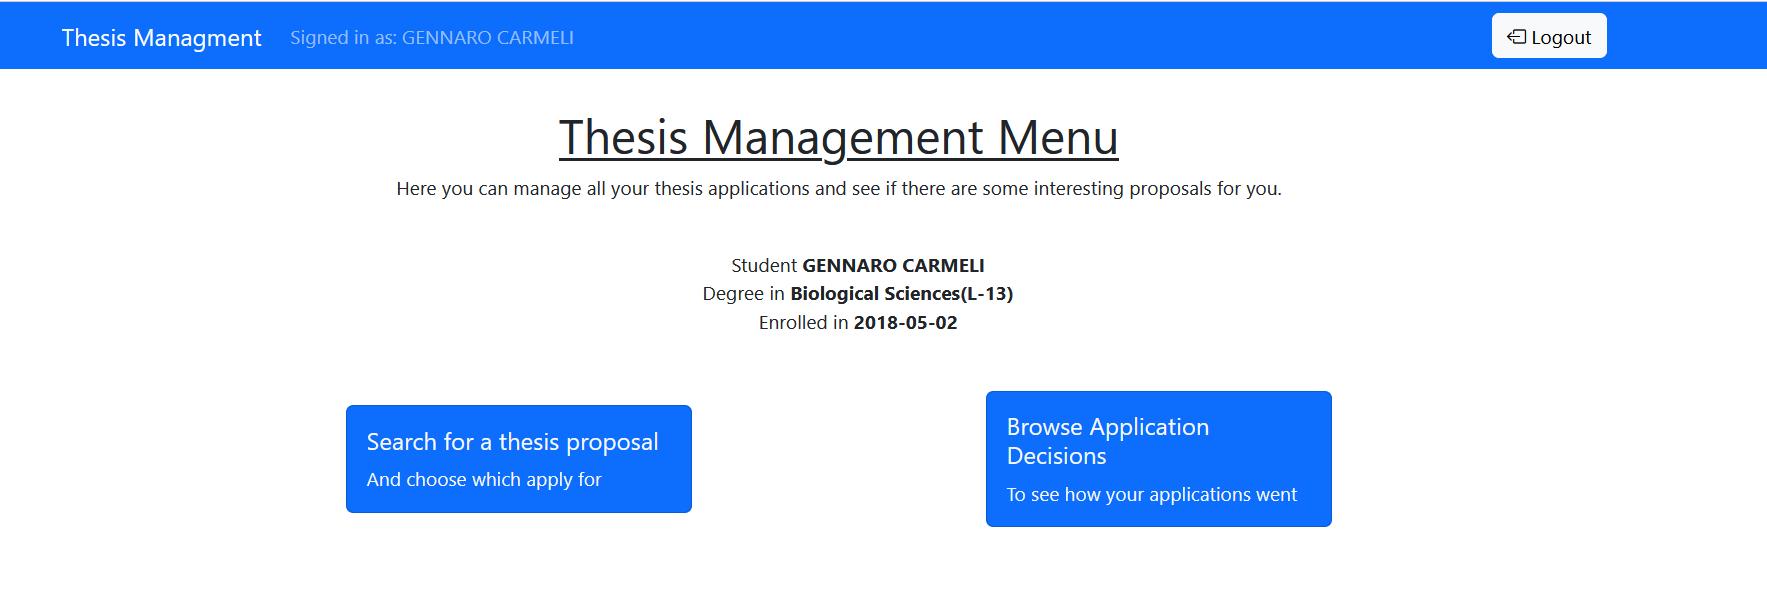 Thesis Managment
Signed in as: GENNARO CARMELI
Logout
Thesis Management Menu
Here you can manage all your thesis applications and see if there are some interesting proposals for you.
Student GENNARO CARMELI
Degree in Biological Sciences(L-13)
Enrolled in 2018-05-02
Search for a thesis proposal
And choose which apply for
Browse Application
Decisions
To see how your applications went